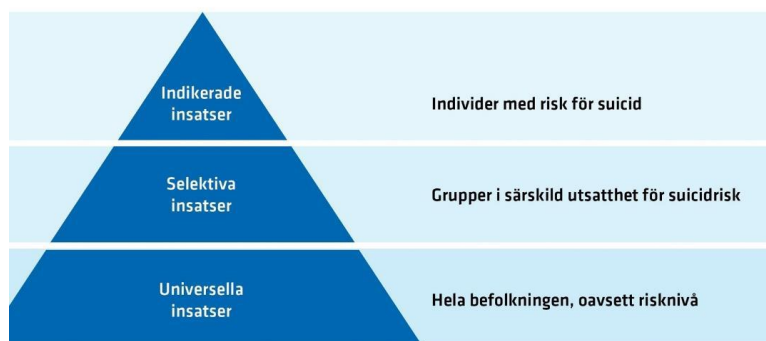 Indikerade
insatser
Individer med risk för suicid
Selektiva
insatser
Grupper i särskild utsatthet för suicidrisk
Universella
insatser
Hela befolkningen, oavsett risknivå